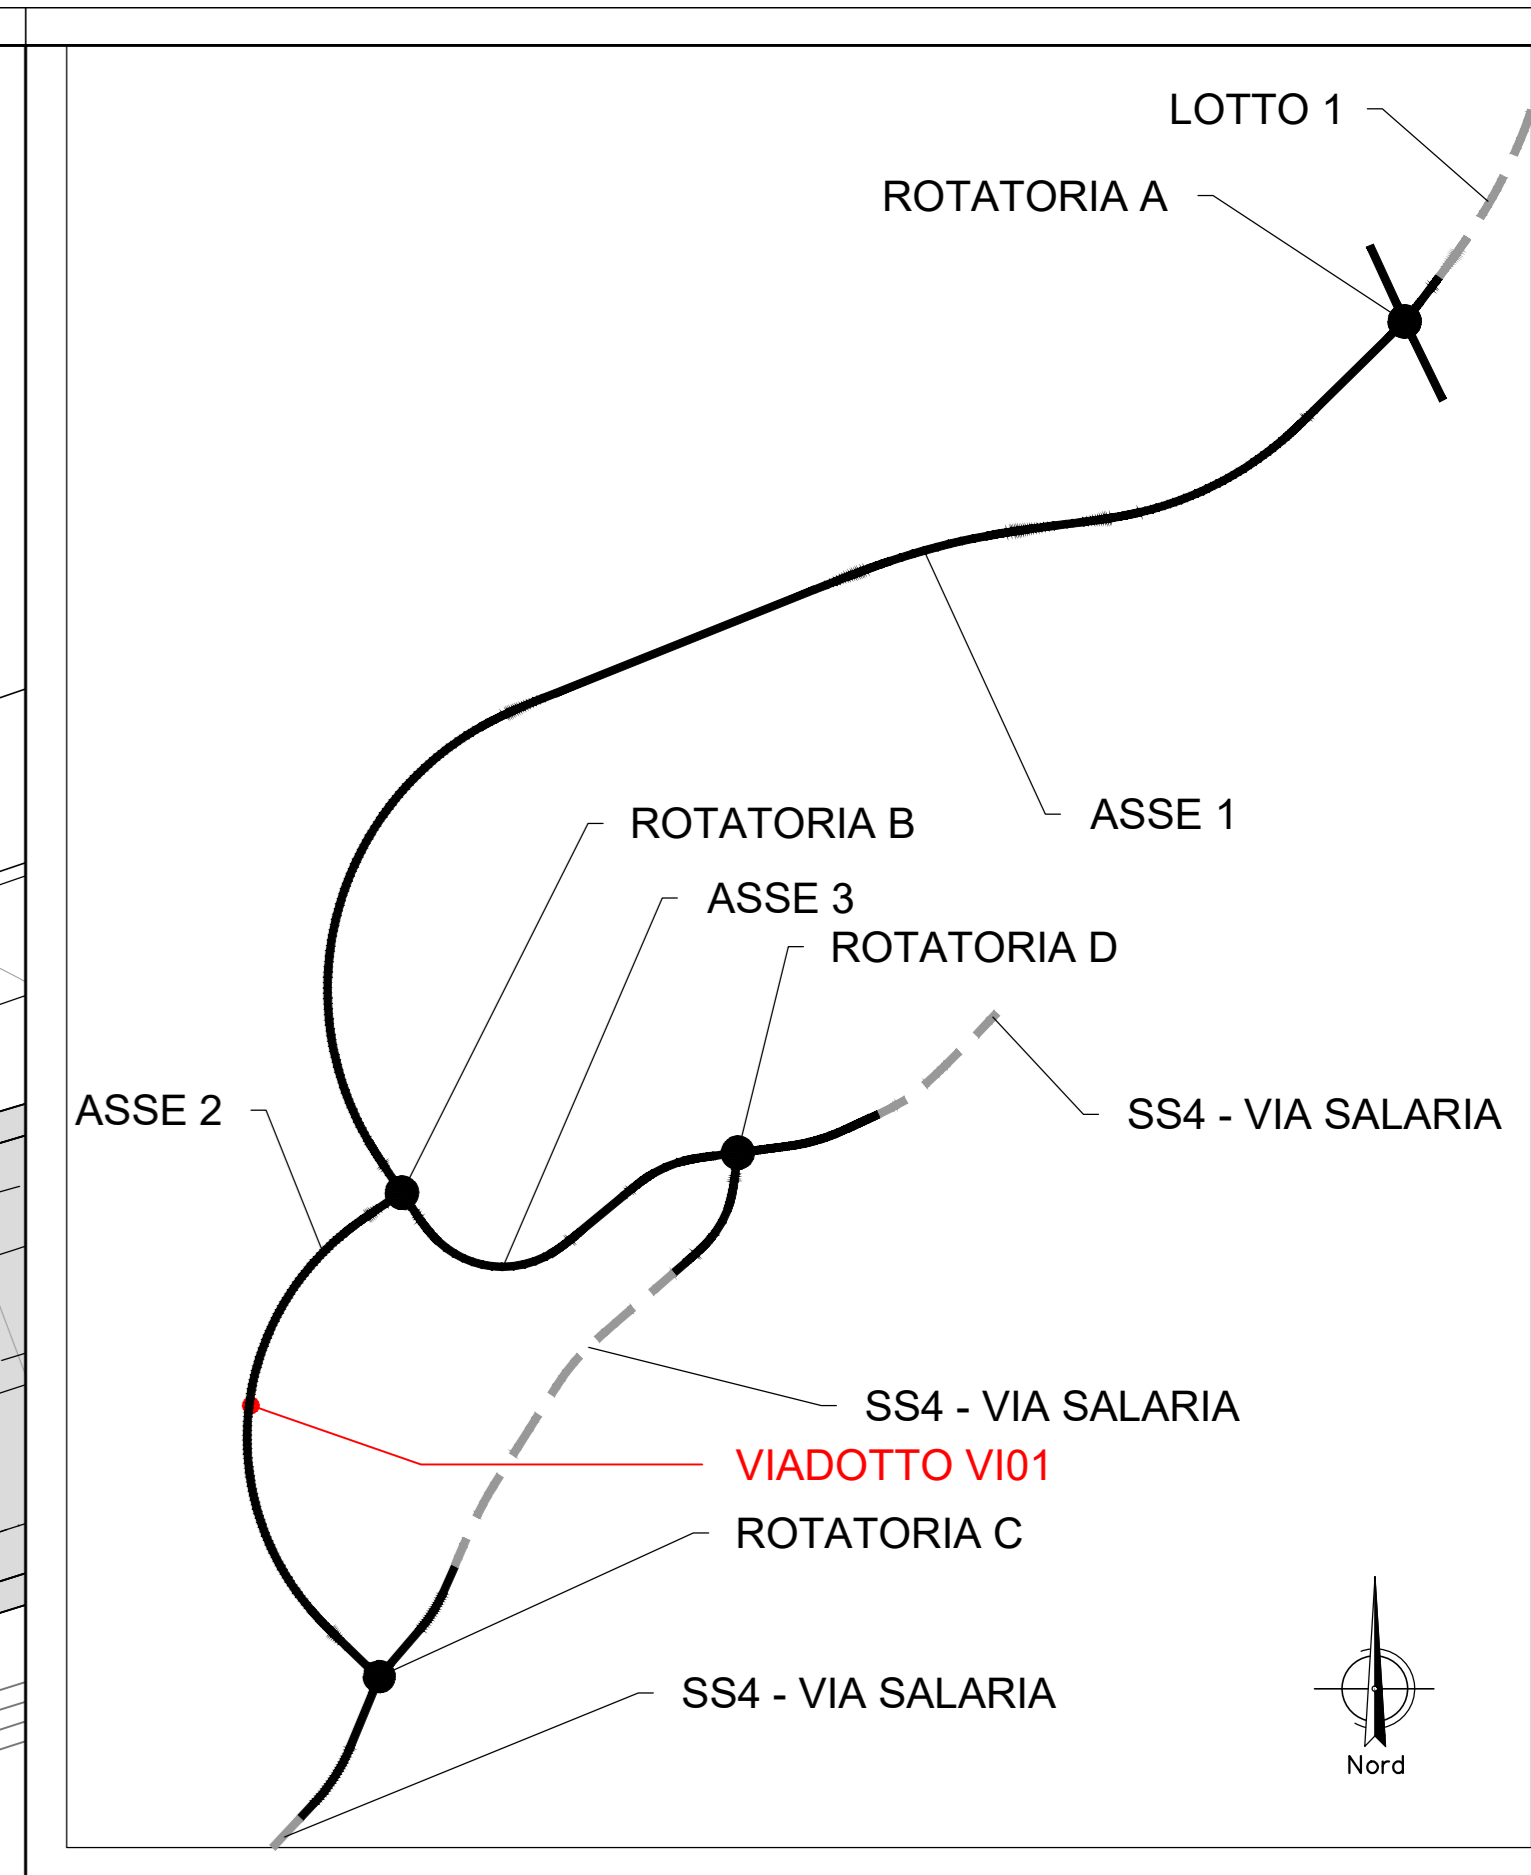 LOTTO 1
ROTATORIA A
ASSE 1
ROTATORIA B
ASSE 3
ROTATORIA D
ASSE 2
SS4 - VIA SALARIA
SS4 - VIA SALARIA
VIADOTTO VI01
ROTATORIA C
SS4 - VIA SALARIA
Nord